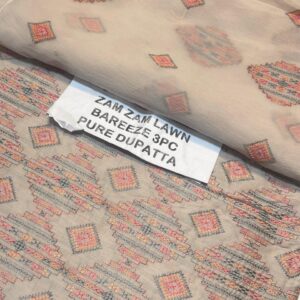 ZAM ZAM LAWN
BAREEZE 3PC
PURE DUPATTA